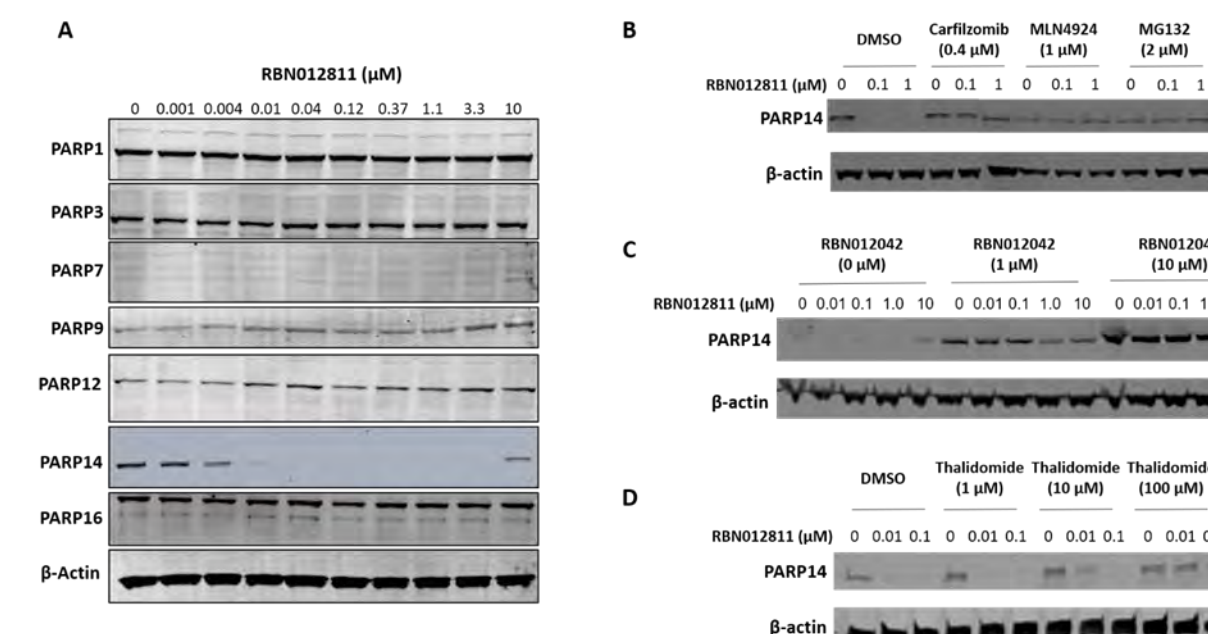 A
RBN012811 (µM)
0 0.001 0.004 0.01 0.04 0.12 0.37 1.1 3.3 10
PARP1
PARP3
PARP7
PARP9
PARP12
PARP14
PARP16
β-Actin
B
DMSO Carfilzomib (0.4 µM) MLN4924 (1 µM) MG132 (2 µM)
RBN012811 (µM) 0 0.1 1 0 0.1 1 0 0.1 1 0 0.1 1
PARP14
β-actin
C
RBN012042 (0 µM) RBN012042 (1 µM) RBN01204 (10 µM)
RBN012811 (µM) 0 0.01 0.1 1.0 10 0 0.01 0.1 1.0 10 0 0.01 0.1 1
PARP14
β-actin
D
DMSO Thalidomide (1 µM) Thalidomide (10 µM) Thalidomide (100 µM)
RBN012811 (µM) 0 0.01 0.1 0 0.01 0.1 0 0.01 0.1 0 0.01 0
PARP14
β-actin